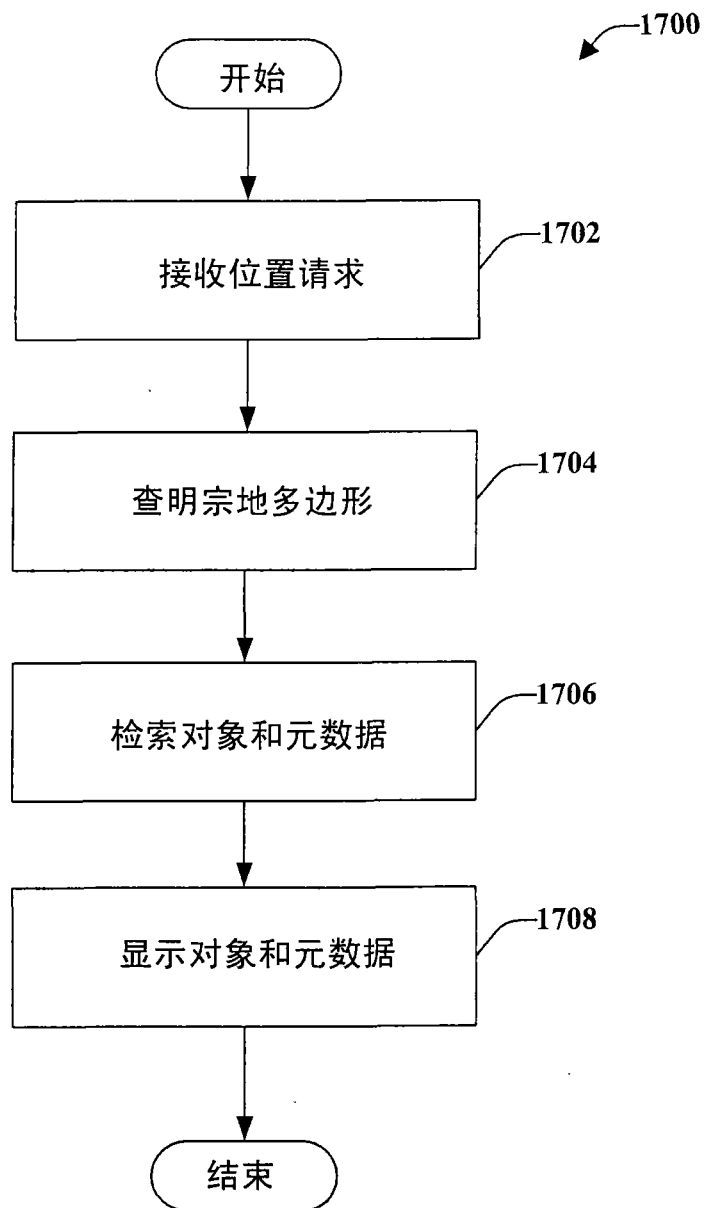 1700
开始
接收位置请求
1702
查明宗地多边形
1704
检索对象和元数据
1706
显示对象和元数据
1708
结束